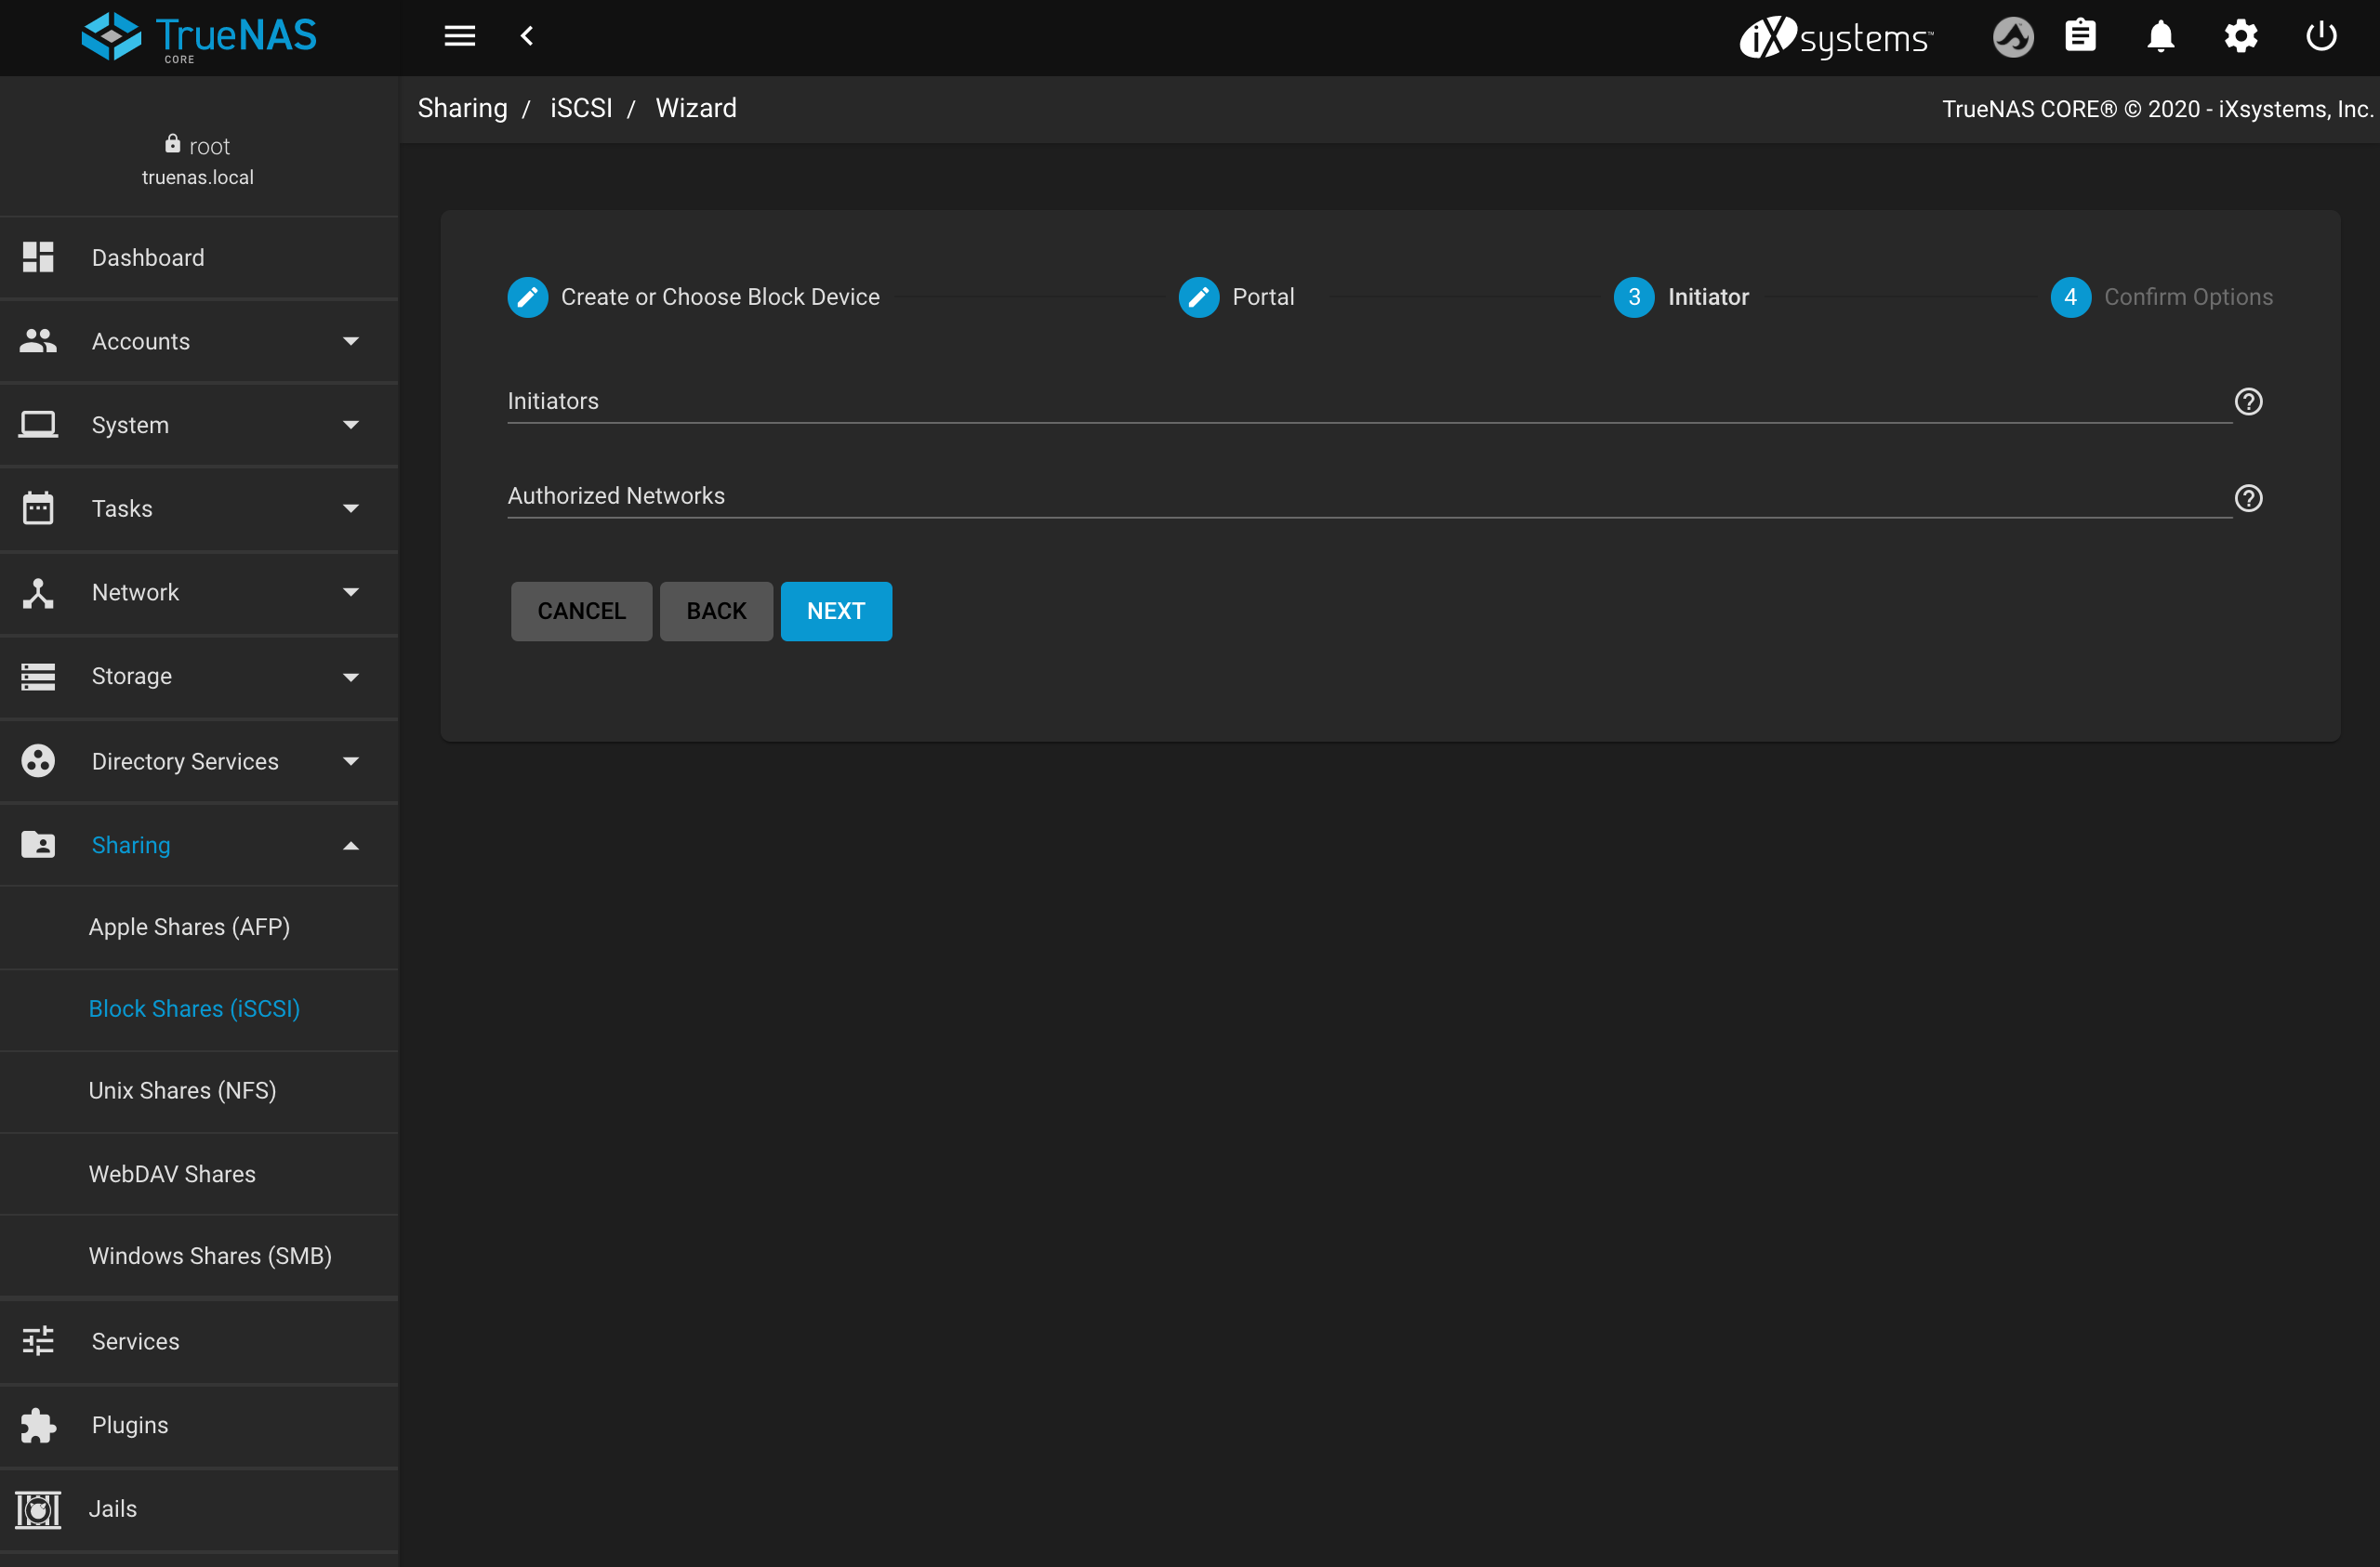 TrueNAS
CORE
iXsystems™
Sharing / iSCSI / Wizard
TrueNAS CORE® © 2020 - iXsystems, Inc.
root
truenas.local
Dashboard
Accounts
System
Tasks
Network
Storage
Directory Services
Sharing
Apple Shares (AFP)
Block Shares (iSCSI)
Unix Shares (NFS)
WebDAV Shares
Windows Shares (SMB)
Services
Plugins
Jails
Create or Choose Block Device
Portal
3 Initiator
4 Confirm Options
Initiators
?
Authorized Networks
?
CANCEL BACK NEXT